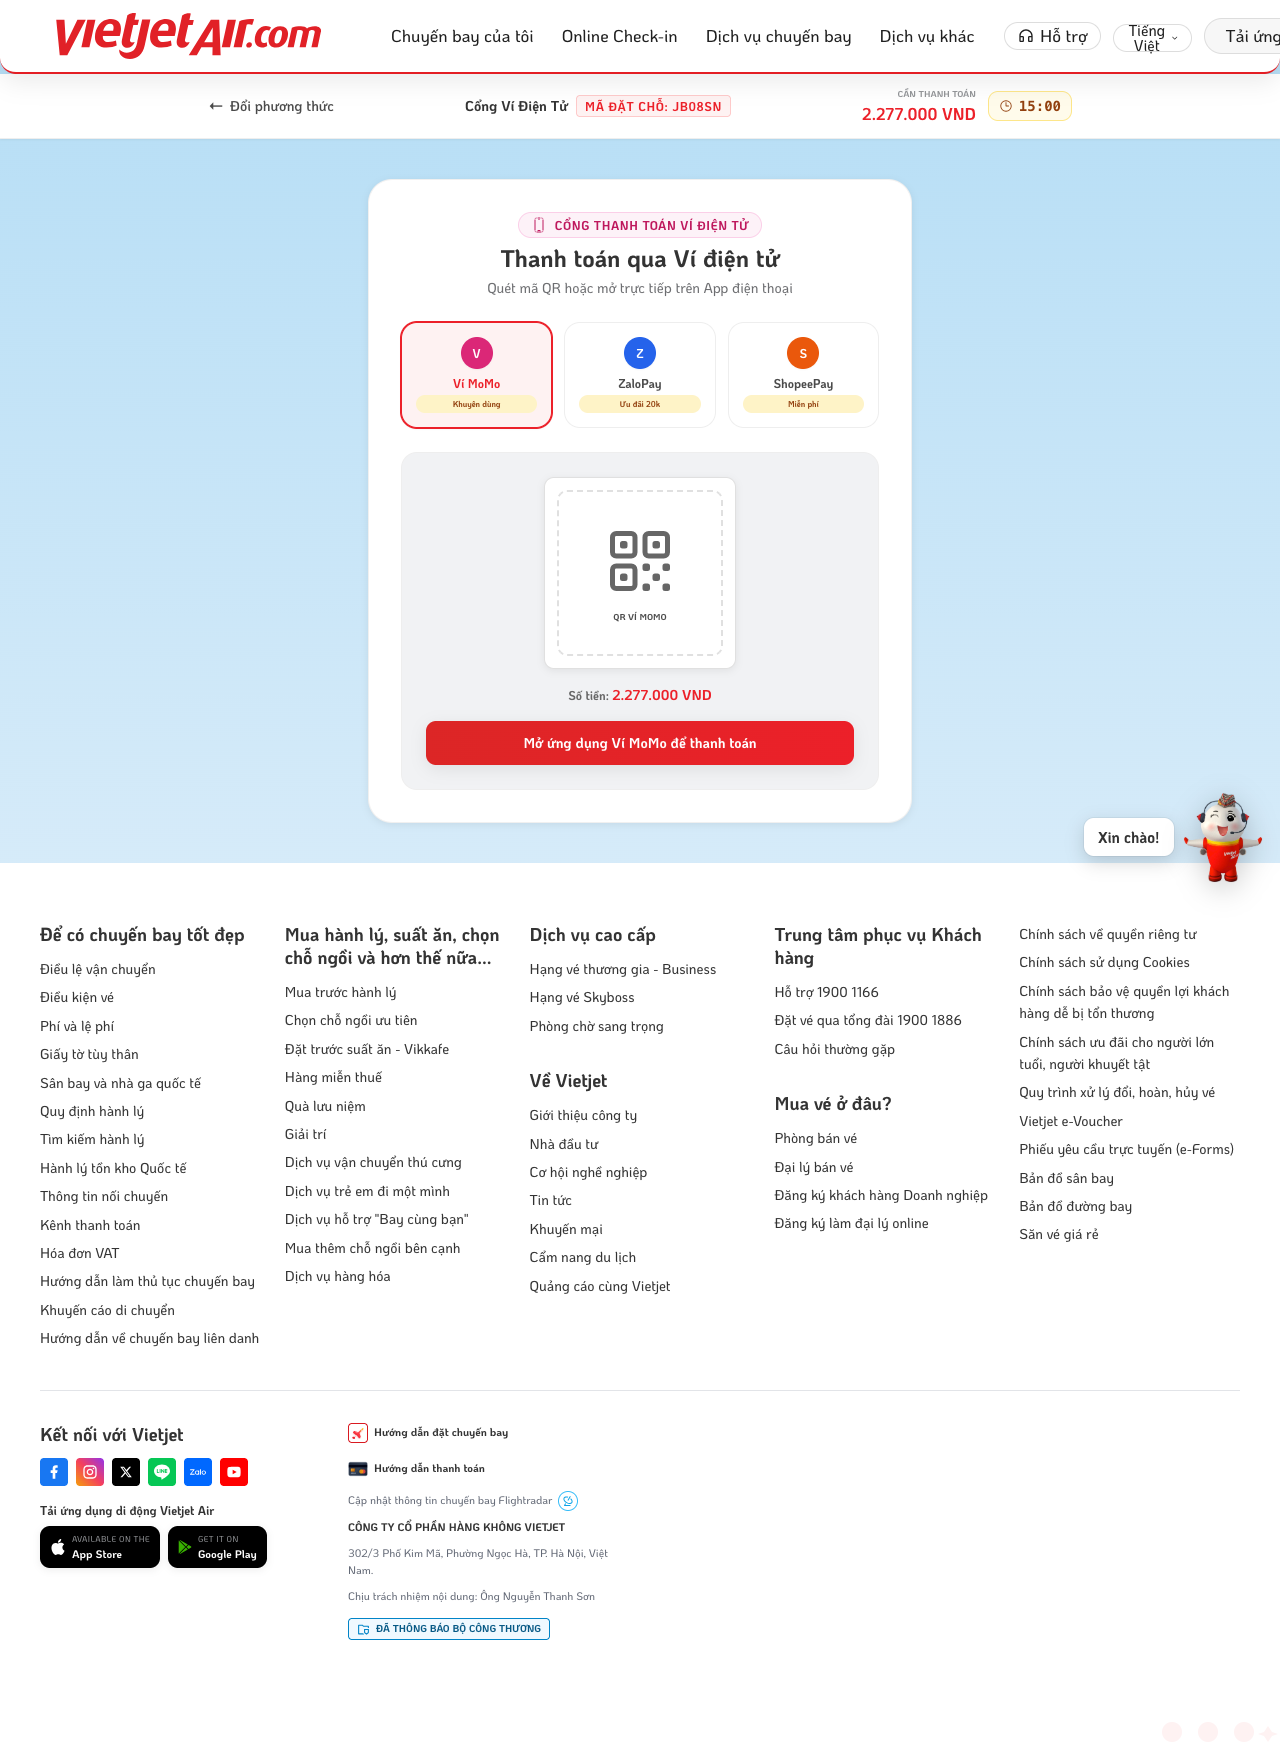 vietjetAir.com
Chuyến bay của tôi
Online Check-in
Dịch vụ chuyến bay
Dịch vụ khác
Hỗ trợ
Tiếng
Việt
Tải ứng
Đổi phương thức
Cổng Ví Điện Tử
MÃ ĐẶT CHỖ: JB08SN
CẦN THANH TOÁN
2.277.000 VND
15:00
CỔNG THANH TOÁN VÍ ĐIỆN TỬ
Thanh toán qua Ví điện tử
Quét mã QR hoặc mở trực tiếp trên App điện thoại
V
Ví MoMo
Khuyên dùng
Z
ZaloPay
Ưu đãi 20k
S
ShopeePay
Miễn phí
QR VÍ MOMO
Số tiền: 2.277.000 VND
Mở ứng dụng Ví MoMo để thanh toán
Xin chào!
Để có chuyến bay tốt đẹp
Điều lệ vận chuyển
Điều kiện vé
Phí và lệ phí
Giấy tờ tùy thân
Sân bay và nhà ga quốc tế
Quy định hành lý
Tìm kiếm hành lý
Hành lý tồn kho Quốc tế
Thông tin nối chuyến
Kênh thanh toán
Hóa đơn VAT
Hướng dẫn làm thủ tục chuyến bay
Khuyến cáo di chuyển
Hướng dẫn về chuyến bay liên danh
Mua hành lý, suất ăn, chọn
chỗ ngồi và hơn thế nữa...
Mua trước hành lý
Chọn chỗ ngồi ưu tiên
Đặt trước suất ăn - Vikkafe
Hàng miễn thuế
Quà lưu niệm
Giải trí
Dịch vụ vận chuyển thú cưng
Dịch vụ trẻ em đi một mình
Dịch vụ hỗ trợ "Bay cùng bạn"
Mua thêm chỗ ngồi bên cạnh
Dịch vụ hàng hóa
Dịch vụ cao cấp
Hạng vé thương gia - Business
Hạng vé Skyboss
Phòng chờ sang trọng
Về Vietjet
Giới thiệu công ty
Nhà đầu tư
Cơ hội nghề nghiệp
Tin tức
Khuyến mại
Cẩm nang du lịch
Quảng cáo cùng Vietjet
Trung tâm phục vụ Khách
hàng
Hỗ trợ 1900 1166
Đặt vé qua tổng đài 1900 1886
Câu hỏi thường gặp
Mua vé ở đâu?
Phòng bán vé
Đại lý bán vé
Đăng ký khách hàng Doanh nghiệp
Đăng ký làm đại lý online
Chính sách về quyền riêng tư
Chính sách sử dụng Cookies
Chính sách bảo vệ quyền lợi khách
hàng dễ bị tổn thương
Chính sách ưu đãi cho người lớn
tuổi, người khuyết tật
Quy trình xử lý đổi, hoàn, hủy vé
Vietjet e-Voucher
Phiếu yêu cầu trực tuyến (e-Forms)
Bản đồ sân bay
Bản đồ đường bay
Săn vé giá rẻ
Kết nối với Vietjet
LINE
Zalo
Tải ứng dụng di động Vietjet Air
AVAILABLE ON THE
App Store
GET IT ON
Google Play
Hướng dẫn đặt chuyến bay
Hướng dẫn thanh toán
Cập nhật thông tin chuyến bay Flightradar
CÔNG TY CỔ PHẦN HÀNG KHÔNG VIETJET
302/3 Phố Kim Mã, Phường Ngọc Hà, TP. Hà Nội, Việt
Nam.
Chịu trách nhiệm nội dung: Ông Nguyễn Thanh Sơn
ĐÃ THÔNG BÁO BỘ CÔNG THƯƠNG